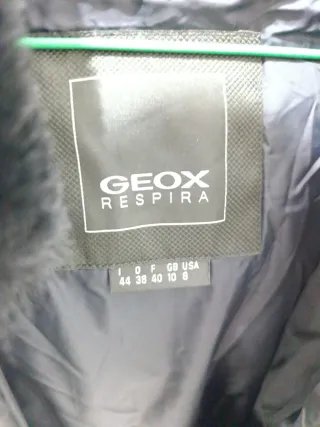 GEOX
RESPIRA
I D F GB USA
44 38 40 10 8